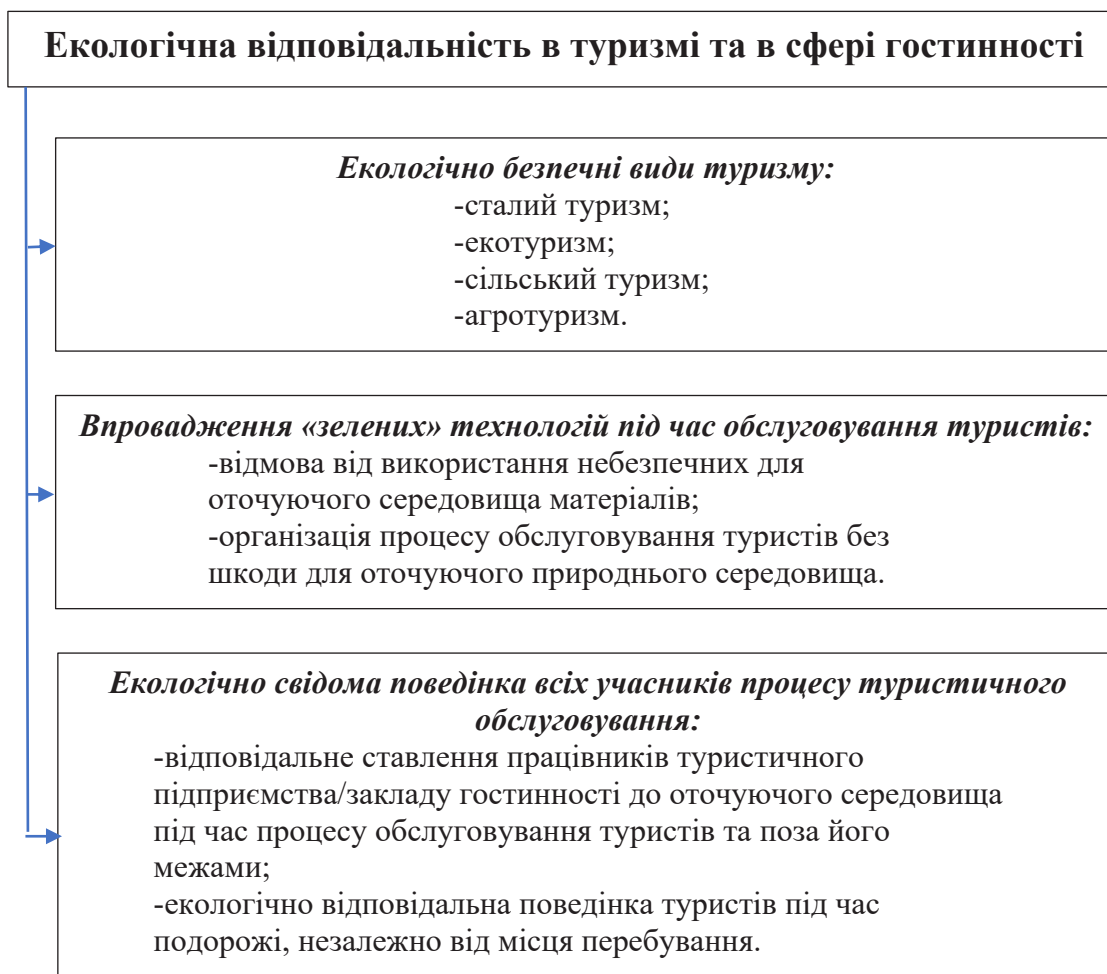 Екологічна відповідальність в туризмі та в сфері гостинності
Екологічно безпечні види туризму:
-сталий туризм;
-екотуризм;
-сільський туризм;
-агротуризм.
Впровадження «зелених» технологій під час обслуговування туристів:
-відмова від використання небезпечних для
оточуючого середовища матеріалів;
-організація процесу обслуговування туристів без
шкоди для оточуючого природнього середовища.
Екологічно свідома поведінка всіх учасників процесу туристичного
обслуговування:
-відповідальне ставлення працівників туристичного
підприємства/закладу гостинності до оточуючого середовища
під час процесу обслуговування туристів та поза його
межами;
-екологічно відповідальна поведінка туристів під час
подорожі, незалежно від місця перебування.